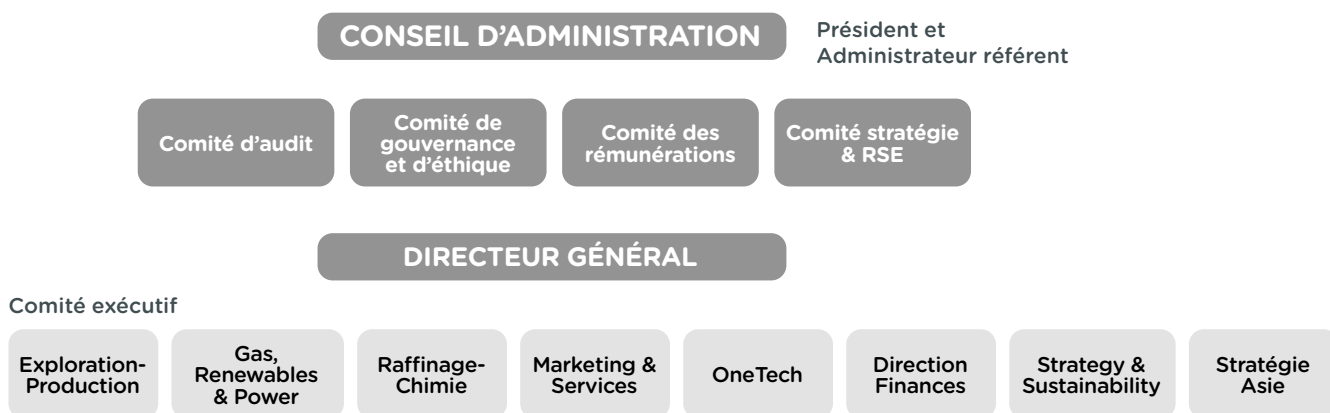 CONSEIL D'ADMINISTRATION
Président et
Administrateur référent
Comité d'audit
Comité de
gouvernance
et d'éthique
Comité des
rémunérations
Comité stratégie
& RSE
DIRECTEUR GÉNÉRAL
Comité exécutif
Exploration-
Production
Gas,
Renewables
& Power
Raffinage-
Chimie
Marketing &
Services
OneTech
Direction
Finances
Strategy &
Sustainability
Stratégie
Asie